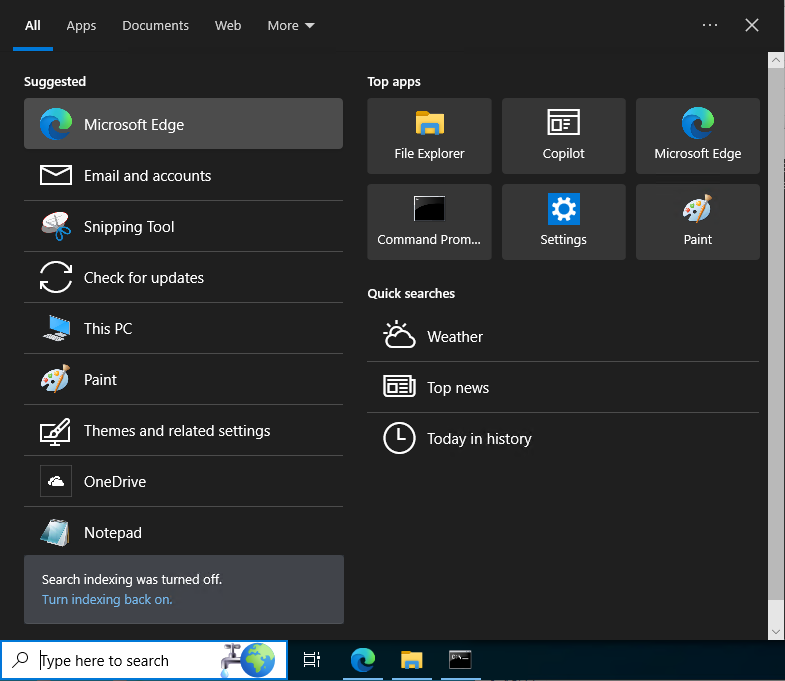 All Apps Documents Web More
Suggested
Microsoft Edge
Email and accounts
Snipping Tool
Check for updates
This PC
Paint
Themes and related settings
OneDrive
Notepad
Search indexing was turned off.
Turn indexing back on.
Top apps
File Explorer
Copilot
Microsoft Edge
Command Prom...
Settings
Paint
Quick searches
Weather
Top news
Today in history
Type here to search